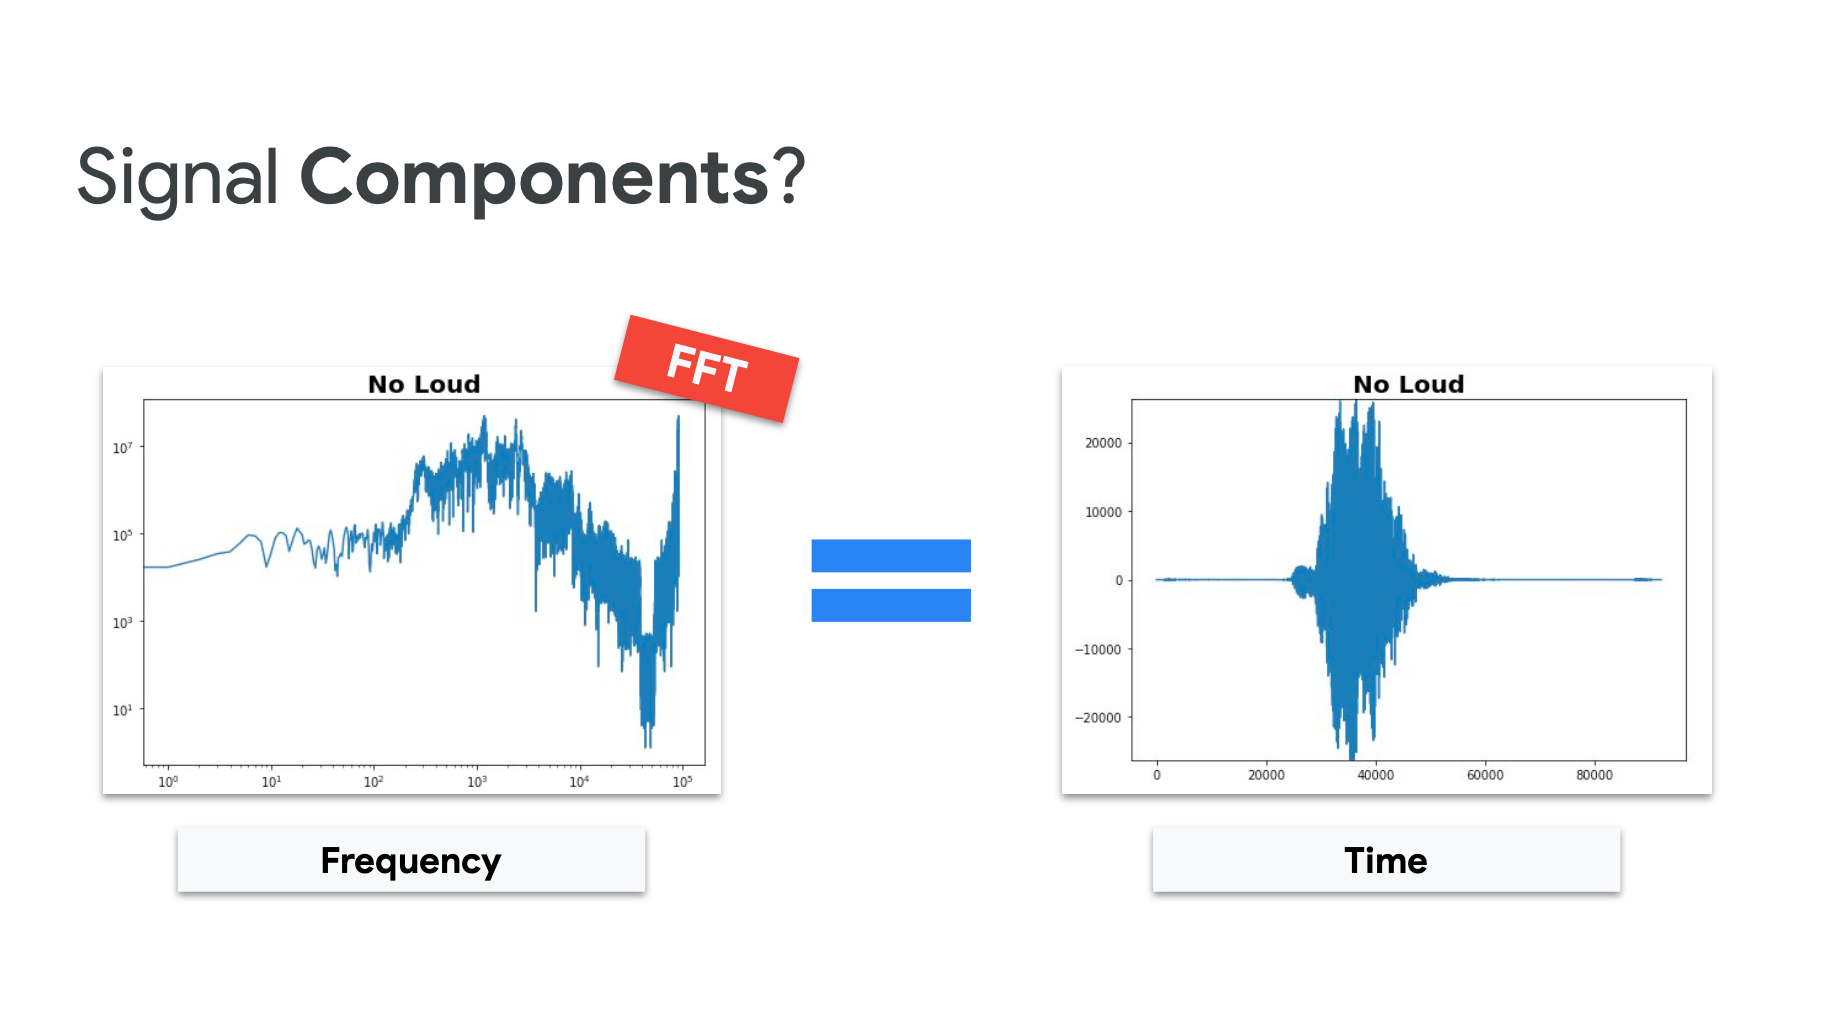 Signal Components?
FFT
No Loud
10⁷
10⁵
10³
10¹
10⁰ 10¹ 10² 10³ 10⁴ 10⁵
Frequency
No Loud
20000
10000
0
−10000
−20000
0 20000 40000 60000 80000
Time